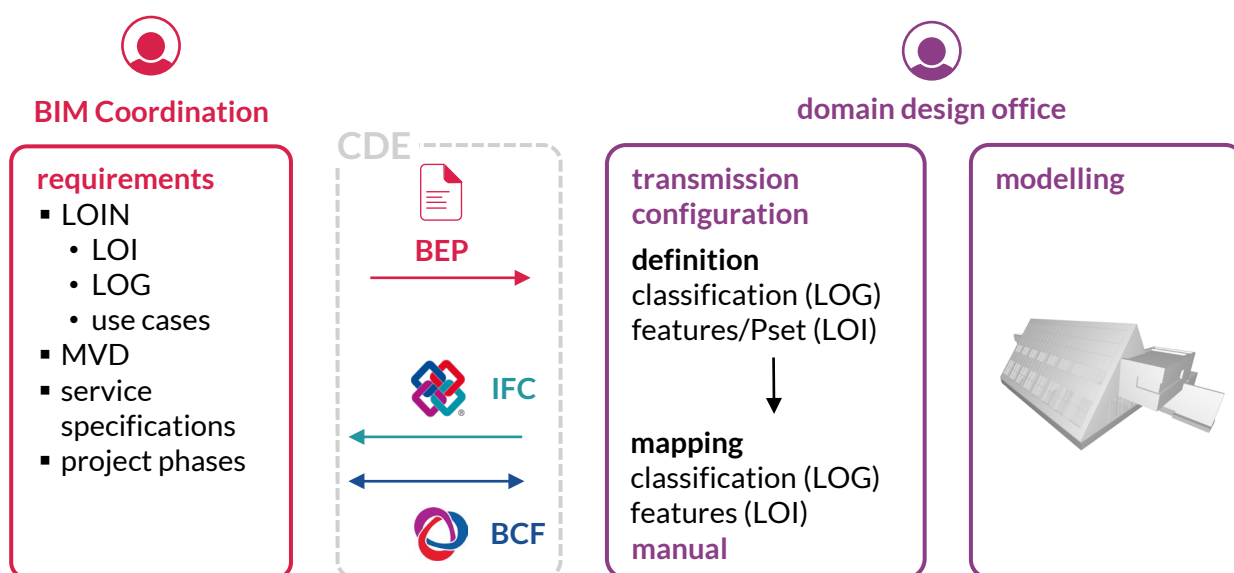 BIM Coordination
domain design office
requirements
▪ LOIN
• LOI
• LOG
• use cases
▪ MVD
▪ service
specifications
▪ project phases
CDE
BEP
IFC
®
BCF
transmission
configuration
definition
classification (LOG)
features/Pset (LOI)
mapping
classification (LOG)
features (LOI)
manual
modelling